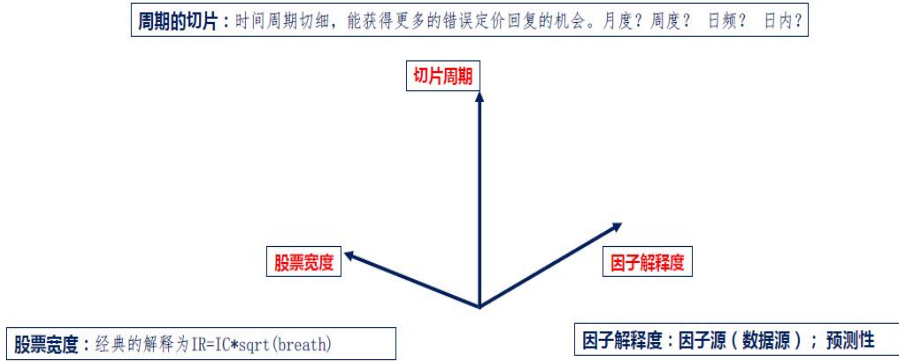 周期的切片：时间周期切细，能获得更多的错误定价回复的机会。月度？周度？ 日频？ 日内？
切片周期
股票宽度
因子解释度
股票宽度：经典的解释为IR=IC*sqrt(breath)
因子解释度：因子源（数据源）；预测性